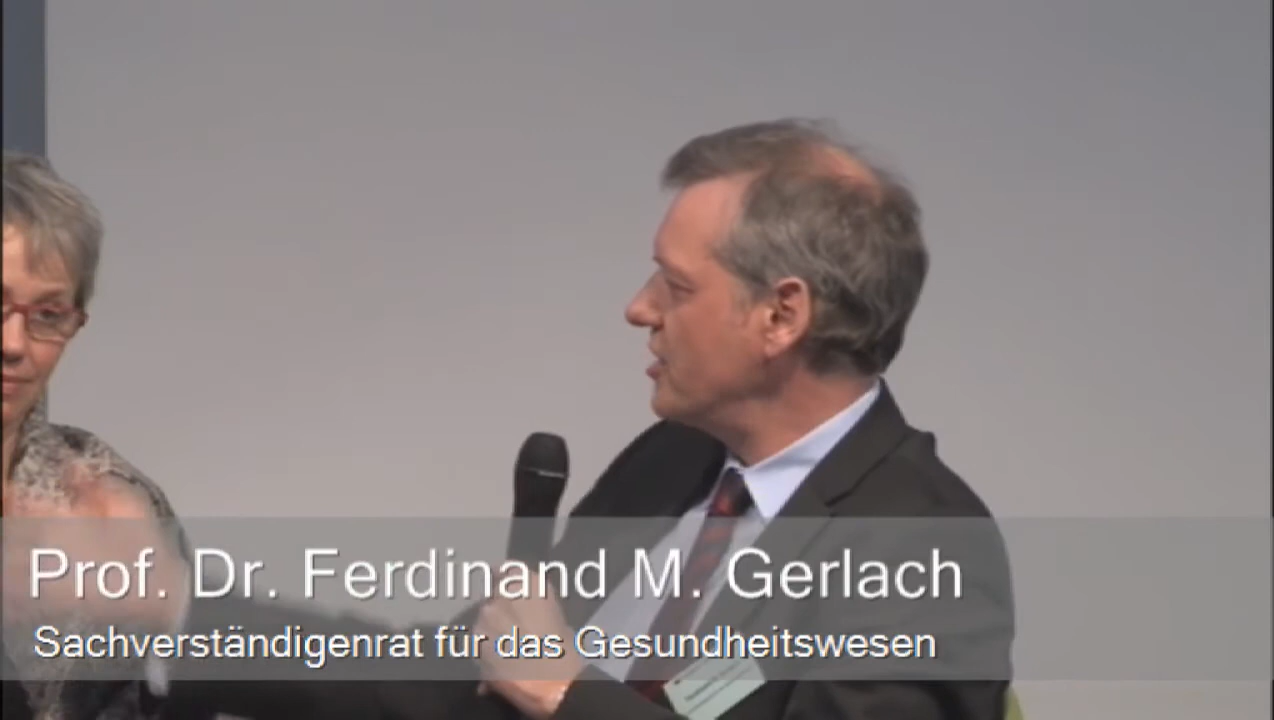 Prof. Dr. Ferdinand M. Gerlach
Sachverständigenrat für das Gesundheitswesen